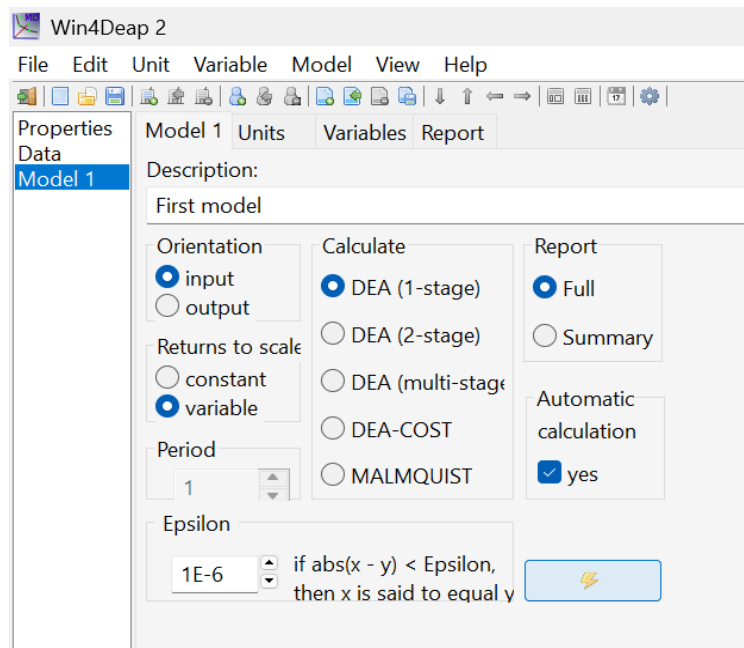 Win4Deap 2
File Edit Unit Variable Model View Help
Properties
Data
Model 1
Model 1 Units Variables Report
Description:
First model
Orientation
input
output
Returns to scale
constant
variable
Period
1
Calculate
DEA (1-stage)
DEA (2-stage)
DEA (multi-stage
DEA-COST
MALMQUIST
Report
Full
Summary
Automatic
calculation
yes
Epsilon
1E-6
if abs(x - y) < Epsilon,
then x is said to equal y